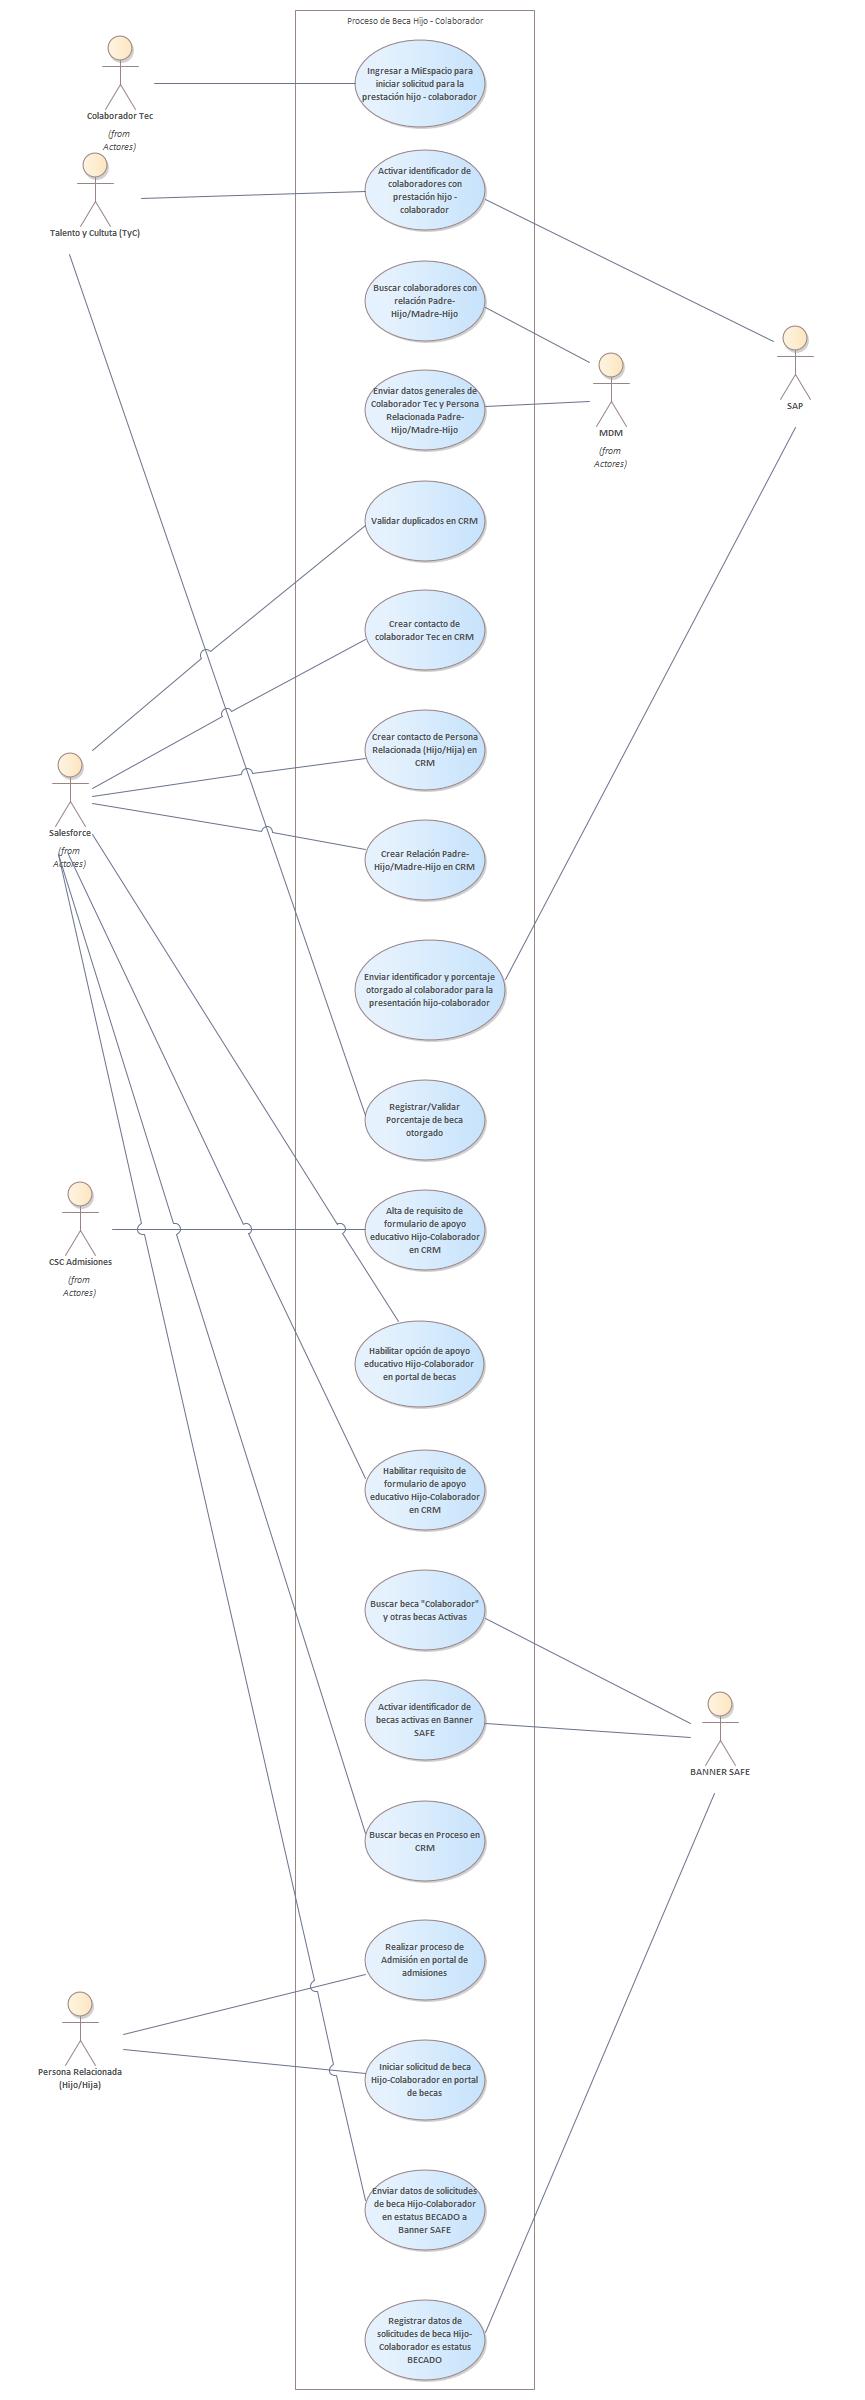 Proceso de Beca Hijo - Colaborador
Ingresar a MiEspacio para
iniciar solicitud para la
prestación hijo - colaborador
Colaborador Tec
(from
Actores)
Activar identificador de
colaboradores con
prestación hijo -
colaborador
Talento y Cultuta (TyC)
Buscar colaboradores con
relación Padre-
Hijo/Madre-Hijo
Enviar datos generales de
Colaborador Tec y Persona
Relacionada Padre-
Hijo/Madre-Hijo
MDM
(from
Actores)
SAP
Validar duplicados en CRM
Crear contacto de
colaborador Tec en CRM
Crear contacto de Persona
Relacionada (Hijo/Hija) en
CRM
Salesforce
(from
Actores)
Crear Relación Padre-
Hijo/Madre-Hijo en CRM
Enviar identificador y porcentaje
otorgado al colaborador para la
presentación hijo-colaborador
Registrar/Validar
Porcentaje de beca
otorgado
Alta de requisito de
formulario de apoyo
educativo Hijo-Colaborador
en CRM
CSC Admisiones
(from
Actores)
Habilitar opción de apoyo
educativo Hijo-Colaborador
en portal de becas
Habilitar requisito de
formulario de apoyo
educativo Hijo-Colaborador
en CRM
Buscar beca "Colaborador"
y otras becas Activas
Activar identificador de
becas activas en Banner
SAFE
BANNER SAFE
Buscar becas en Proceso en
CRM
Realizar proceso de
Admisión en portal de
admisiones
Persona Relacionada
(Hijo/Hija)
Iniciar solicitud de beca
Hijo-Colaborador en portal
de becas
Enviar datos de solicitudes
de beca Hijo-Colaborador
en estatus BECADO a
Banner SAFE
Registrar datos de
solicitudes de beca Hijo-
Colaborador es estatus
BECADO